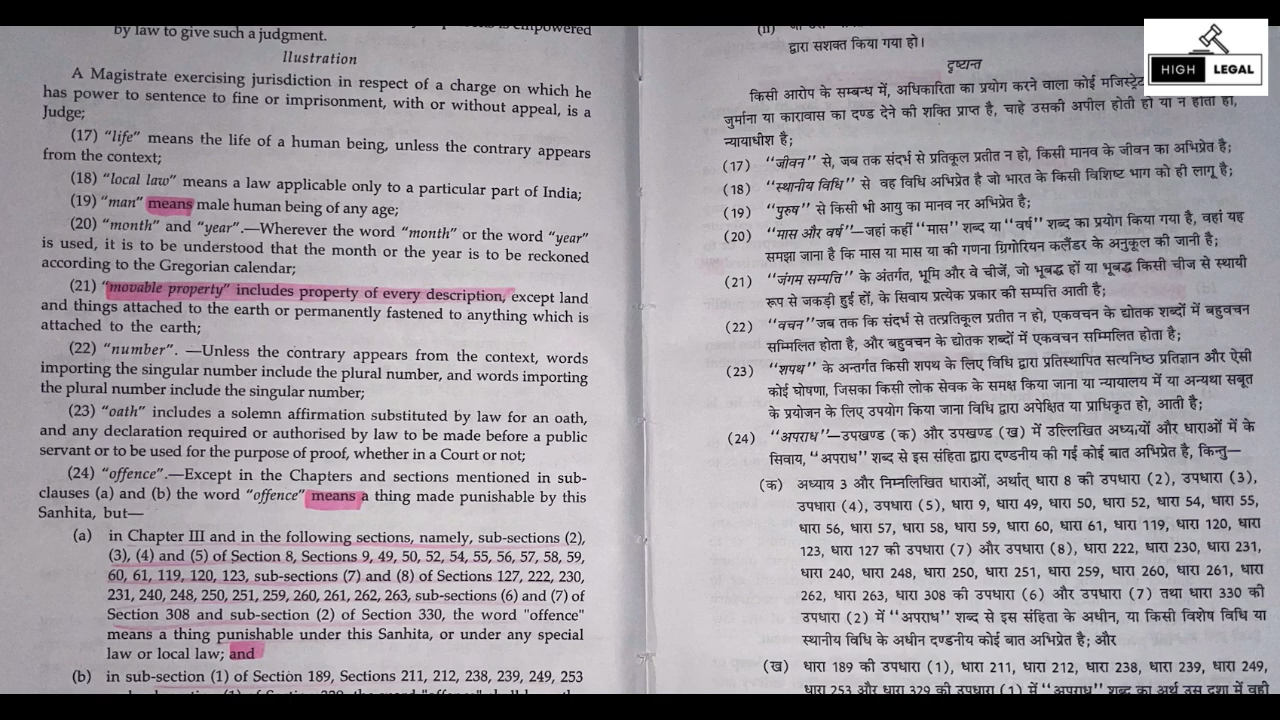 by law to give such a judgment.
Illustration
A Magistrate exercising jurisdiction in respect of a charge on which he
has power to sentence to fine or imprisonment, with or without appeal, is a
Judge;
(17) “life” means the life of a human being, unless the contrary appears
from the context;
(18) “local law” means a law applicable only to a particular part of India;
(19) “man” means male human being of any age;
(20) “month” and “year”.—Wherever the word “month” or the word “year”
is used, it is to be understood that the month or the year is to be reckoned
according to the Gregorian calendar;
(21) “movable property” includes property of every description, except land
and things attached to the earth or permanently fastened to anything which is
attached to the earth;
(22) “number”. —Unless the contrary appears from the context, words
importing the singular number include the plural number, and words importing
the plural number include the singular number;
(23) “oath” includes a solemn affirmation substituted by law for an oath,
and any declaration required or authorised by law to be made before a public
servant or to be used for the purpose of proof, whether in a Court or not;
(24) “offence”.—Except in the Chapters and sections mentioned in sub-
clauses (a) and (b) the word “offence” means a thing made punishable by this
Sanhita, but—
(a) in Chapter III and in the following sections, namely, sub-sections (2),
(3), (4) and (5) of Section 8, Sections 9, 49, 50, 52, 54, 55, 56, 57, 58, 59,
60, 61, 119, 120, 123, sub-sections (7) and (8) of Sections 127, 222, 230,
231, 240, 248, 250, 251, 259, 260, 261, 262, 263, sub-sections (6) and (7) of
Section 308 and sub-section (2) of Section 330, the word "offence"
means a thing punishable under this Sanhita, or under any special
law or local law; and
(b) in sub-section (1) of Section 189, Sections 211, 212, 238, 239, 249, 253
द्वारा सशक्त किया गया हो।
दृष्टान्त
किसी आरोप के सम्बन्ध में, अधिकारिता का प्रयोग करने वाला कोई मजिस्ट्रेट
जुर्माना या कारावास का दण्ड देने की शक्ति प्राप्त है, चाहे उसकी अपील होती हो या न होती हो,
न्यायाधीश है;
(17) “जीवन” से, जब तक संदर्भ से प्रतिकूल प्रतीत न हो, किसी मानव के जीवन का अभिप्रेत है;
(18) “स्थानीय विधि” से वह विधि अभिप्रेत है जो भारत के किसी विशिष्ट भाग को ही लागू है;
(19) “पुरुष” से किसी भी आयु का मानव नर अभिप्रेत है;
(20) “मास और वर्ष”—जहां कहीं “मास” शब्द या “वर्ष” शब्द का प्रयोग किया गया है, वहां यह
समझा जाना है कि मास या मास या की गणना ग्रिगोरियन कलैंडर के अनुकूल की जानी है;
(21) “जंगम सम्पत्ति” के अंतर्गत, भूमि और वे चीजें, जो भूबद्ध हों या भूबद्ध किसी चीज से स्थायी
रूप से जकड़ी हुई हों, के सिवाय प्रत्येक प्रकार की सम्पत्ति आती है;
(22) “वचन” जब तक कि संदर्भ से तत्प्रतिकूल प्रतीत न हो, एकवचन के द्योतक शब्दों में बहुवचन
सम्मिलित होता है, और बहुवचन के द्योतक शब्दों में एकवचन सम्मिलित होता है;
(23) “शपथ” के अन्तर्गत किसी शपथ के लिए विधि द्वारा प्रतिस्थापित सत्यनिष्ठ प्रतिज्ञान और ऐसी
कोई घोषणा, जिसका किसी लोक सेवक के समक्ष किया जाना या न्यायालय में या अन्यथा सबूत
के प्रयोजन के लिए उपयोग किया जाना विधि द्वारा अपेक्षित या प्राधिकृत हो, आती है;
(24) “अपराध”—उपखण्ड (क) और उपखण्ड (ख) में उल्लिखित अध्यायों और धाराओं में के
सिवाय, “अपराध” शब्द से इस संहिता द्वारा दण्डनीय की गई कोई बात अभिप्रेत है, किन्तु—
(क) अध्याय 3 और निम्नलिखित धाराओं, अर्थात् धारा 8 की उपधारा (2), उपधारा (3),
उपधारा (4), उपधारा (5), धारा 9, धारा 49, धारा 50, धारा 52, धारा 54, धारा 55,
धारा 56, धारा 57, धारा 58, धारा 59, धारा 60, धारा 61, धारा 119, धारा 120, धारा
123, धारा 127 की उपधारा (7) और उपधारा (8), धारा 222, धारा 230, धारा 231,
धारा 240, धारा 248, धारा 250, धारा 251, धारा 259, धारा 260, धारा 261, धारा
262, धारा 263, धारा 308 की उपधारा (6) और उपधारा (7) तथा धारा 330 की
उपधारा (2) में “अपराध” शब्द से इस संहिता के अधीन, या किसी विशेष विधि या
स्थानीय विधि के अधीन दण्डनीय कोई बात अभिप्रेत है; और
(ख) धारा 189 की उपधारा (1), धारा 211, धारा 212, धारा 238, धारा 239, धारा 249,
धारा 253 और धारा 329 की उपधारा (1) में “अपराध” शब्द का अर्थ उस दशा में वही
HIGH LEGAL